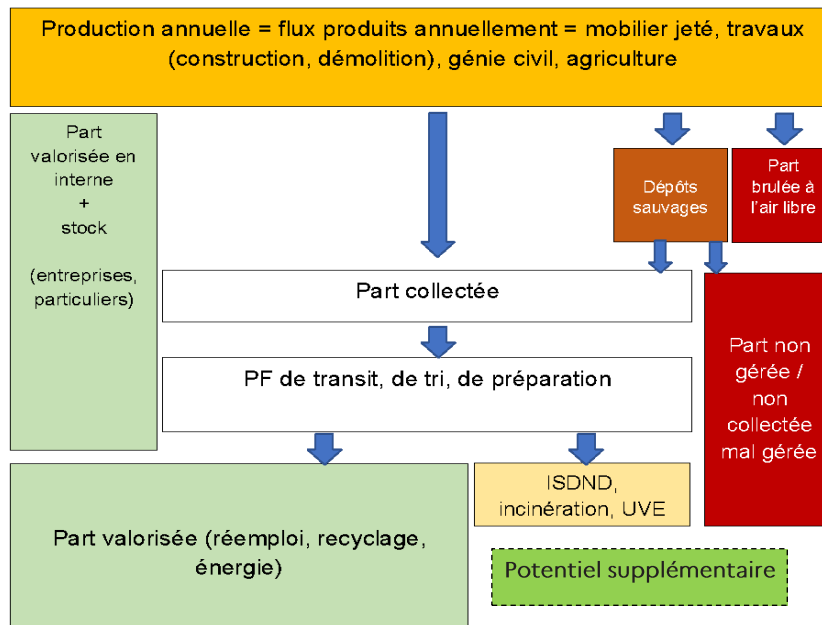 Production annuelle = flux produits annuellement = mobilier jeté, travaux
(construction, démolition), génie civil, agriculture
Part
valorisée en
interne
+
stock
(entreprises,
particuliers)
Dépôts
sauvages
Part
brulée à
l'air libre
Part collectée
PF de transit, de tri, de préparation
Part non
gérée /
non
collectée
mal gérée
Part valorisée (réemploi, recyclage,
énergie)
ISDND,
incinération, UVE
Potentiel supplémentaire